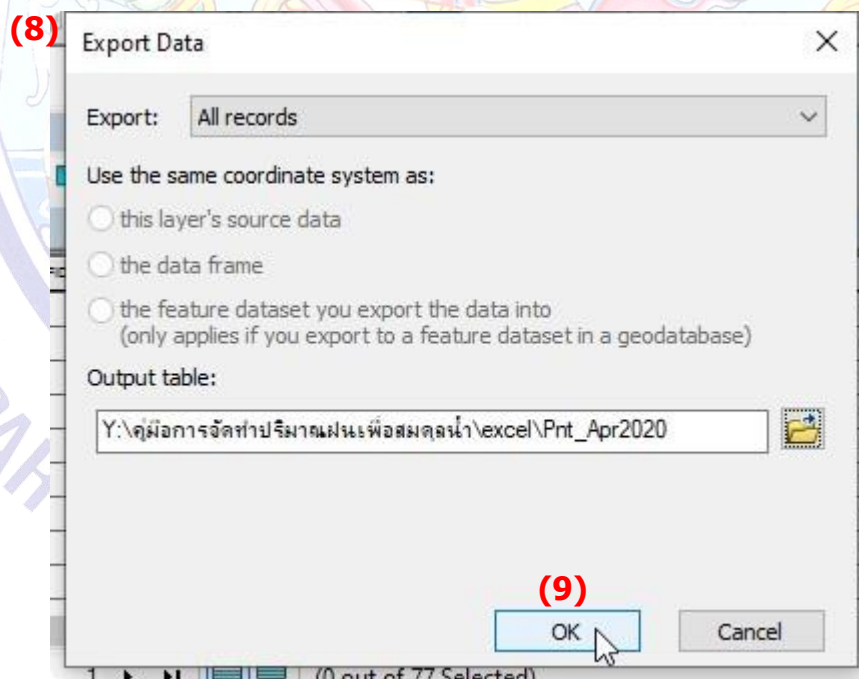 (8)
Export Data
Export: All records
Use the same coordinate system as:
this layer's source data
the data frame
the feature dataset you export the data into
(only applies if you export to a feature dataset in a geodatabase)
Output table:
Y:\คู่มือการจัดทำปริมาณฝนเพื่อสมดุลน้ำ\excel\Pnt_Apr2020
(9)
OK Cancel
1 (0 out of 77 Selected)